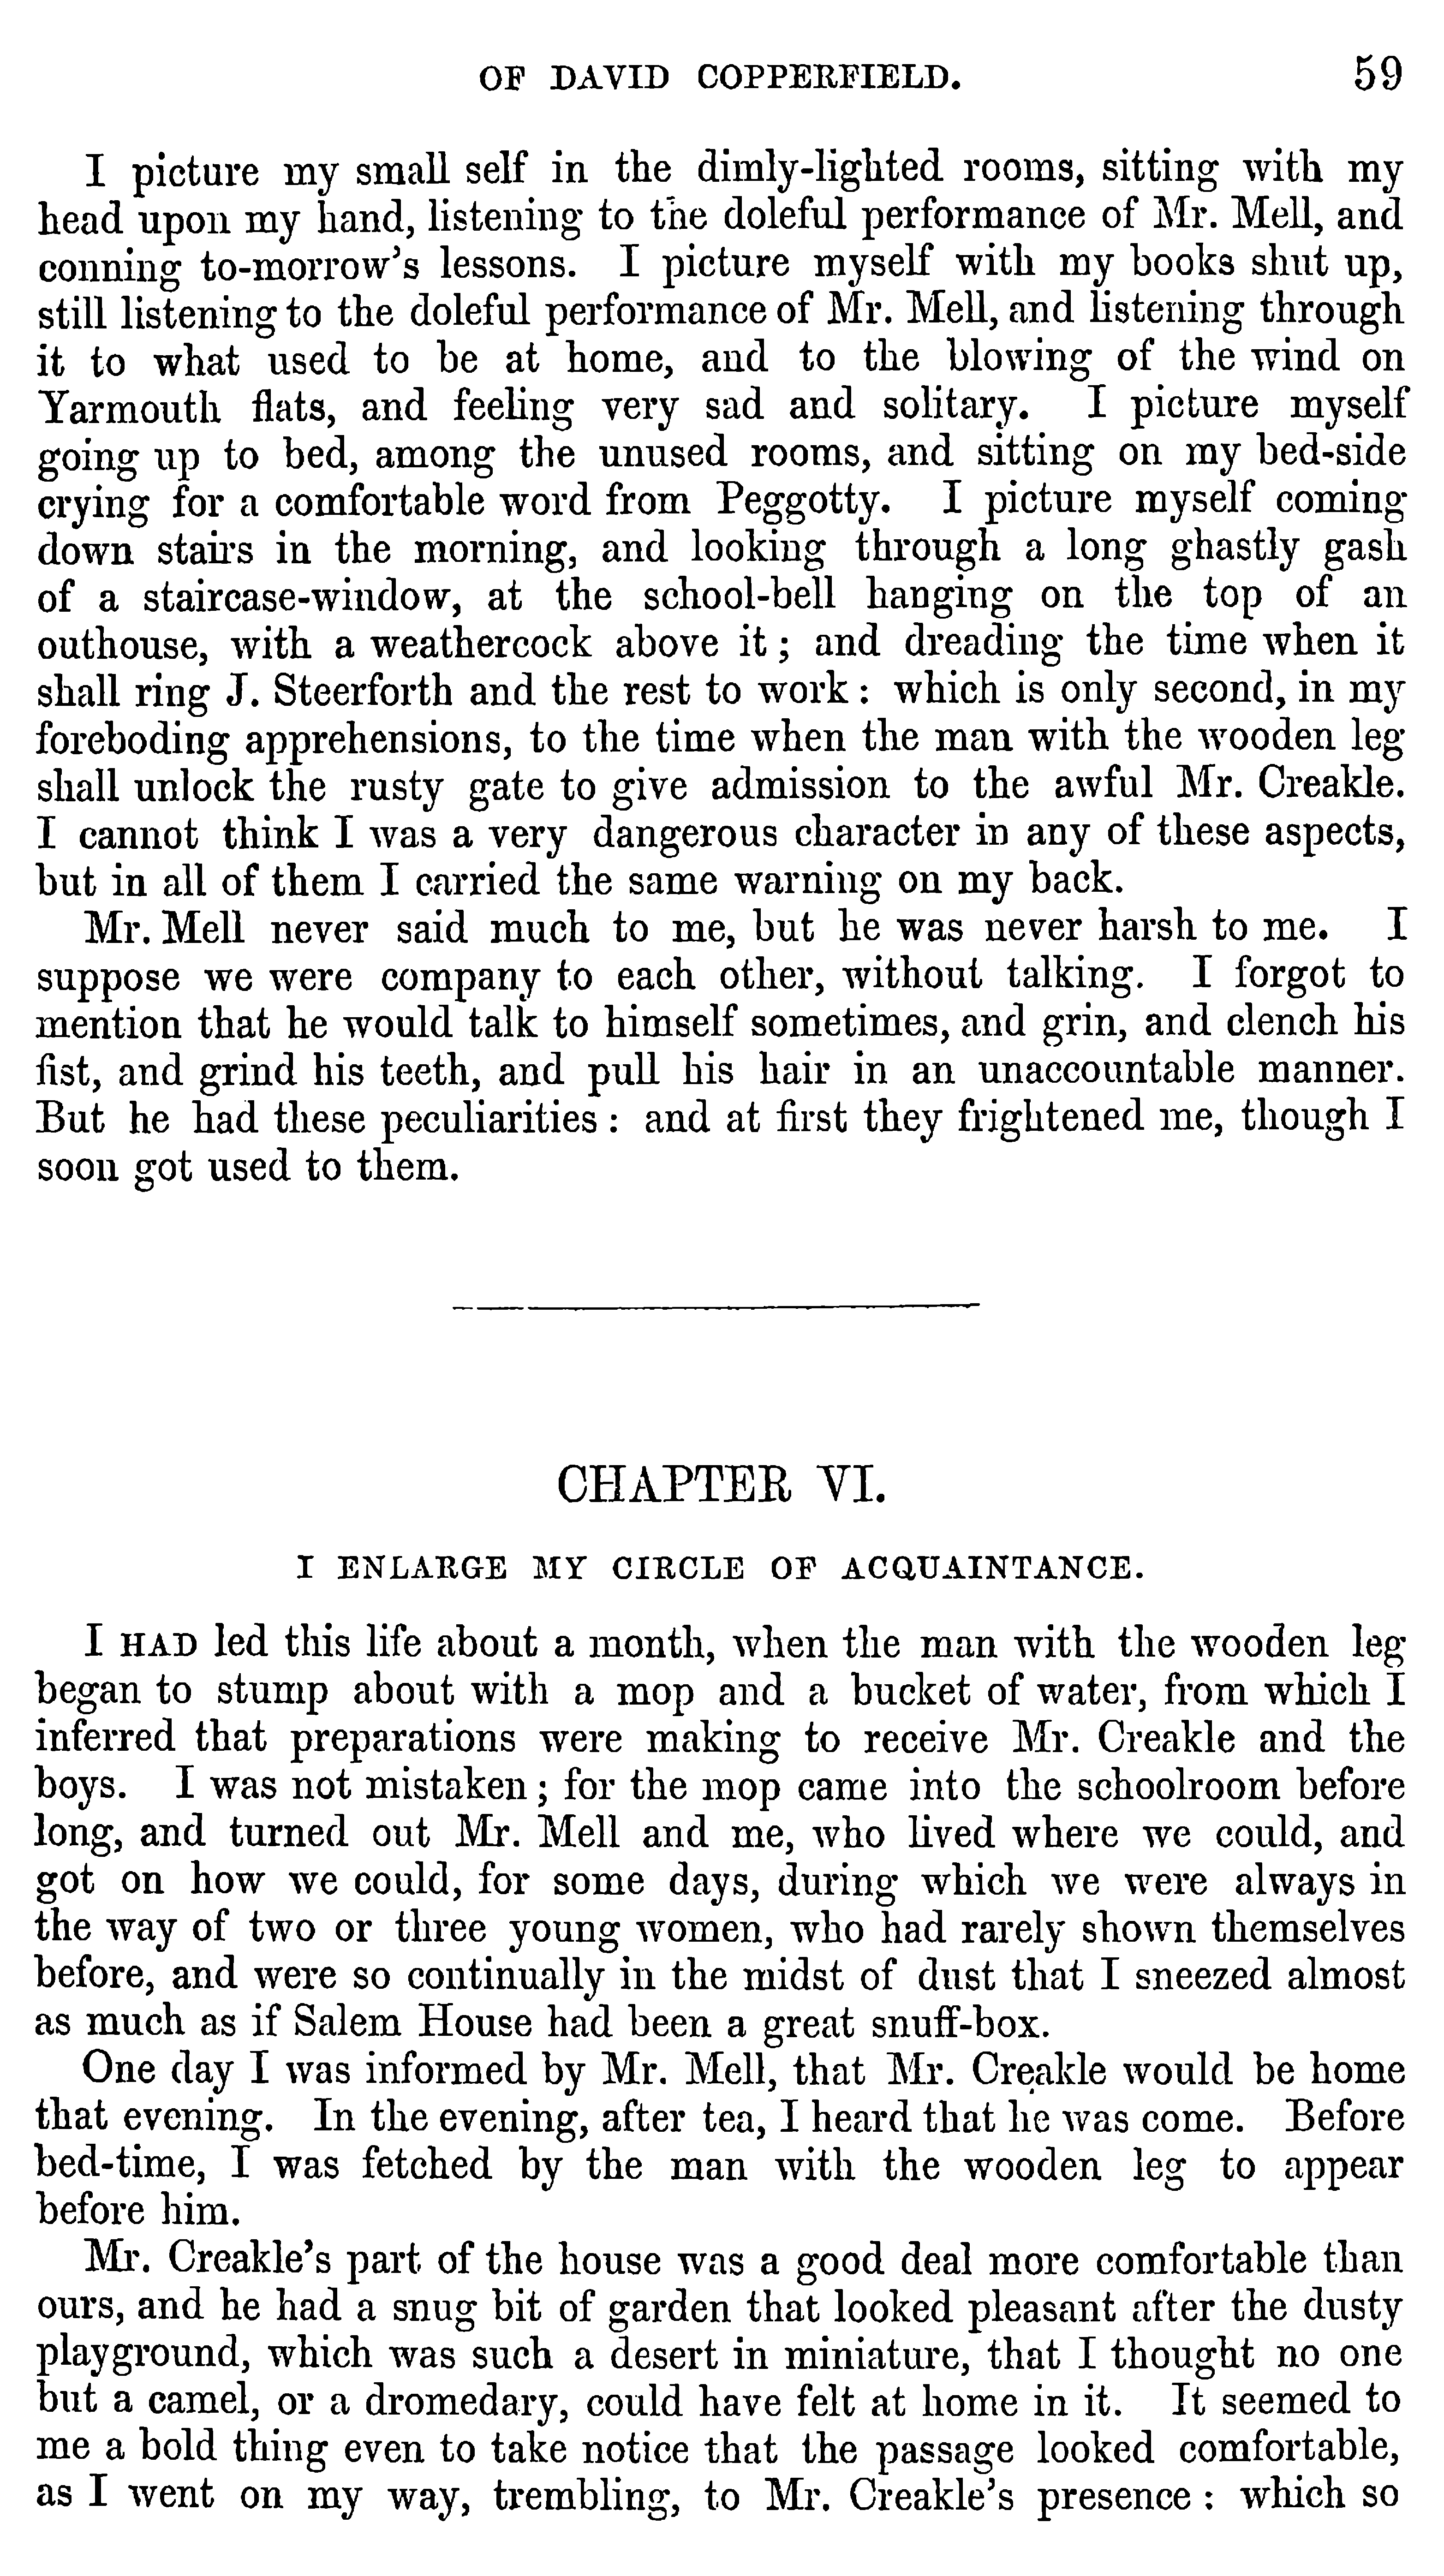 OF DAVID COPPERFIELD. 59
I picture my small self in the dimly-lighted rooms, sitting with my
head upon my hand, listening to the doleful performance of Mr. Mell, and
conning to-morrow's lessons. I picture myself with my books shut up,
still listening to the doleful performance of Mr. Mell, and listening through
it to what used to be at home, and to the blowing of the wind on
Yarmouth flats, and feeling very sad and solitary. I picture myself
going up to bed, among the unused rooms, and sitting on my bed-side
crying for a comfortable word from Peggotty. I picture myself coming
down stairs in the morning, and looking through a long ghastly gash
of a staircase-window, at the school-bell hanging on the top of an
outhouse, with a weathercock above it; and dreading the time when it
shall ring J. Steerforth and the rest to work: which is only second, in my
foreboding apprehensions, to the time when the man with the wooden leg
shall unlock the rusty gate to give admission to the awful Mr. Creakle.
I cannot think I was a very dangerous character in any of these aspects,
but in all of them I carried the same warning on my back.
Mr. Mell never said much to me, but he was never harsh to me. I
suppose we were company to each other, without talking. I forgot to
mention that he would talk to himself sometimes, and grin, and clench his
fist, and grind his teeth, and pull his hair in an unaccountable manner.
But he had these peculiarities: and at first they frightened me, though I
soon got used to them.
CHAPTER VI.
I ENLARGE MY CIRCLE OF ACQUAINTANCE.
I HAD led this life about a month, when the man with the wooden leg
began to stump about with a mop and a bucket of water, from which I
inferred that preparations were making to receive Mr. Creakle and the
boys. I was not mistaken; for the mop came into the schoolroom before
long, and turned out Mr. Mell and me, who lived where we could, and
got on how we could, for some days, during which we were always in
the way of two or three young women, who had rarely shown themselves
before, and were so continually in the midst of dust that I sneezed almost
as much as if Salem House had been a great snuff-box.
One day I was informed by Mr. Mell, that Mr. Creakle would be home
that evening. In the evening, after tea, I heard that he was come. Before
bed-time, I was fetched by the man with the wooden leg to appear
before him.
Mr. Creakle's part of the house was a good deal more comfortable than
ours, and he had a snug bit of garden that looked pleasant after the dusty
playground, which was such a desert in miniature, that I thought no one
but a camel, or a dromedary, could have felt at home in it. It seemed to
me a bold thing even to take notice that the passage looked comfortable,
as I went on my way, trembling, to Mr. Creakle's presence: which so